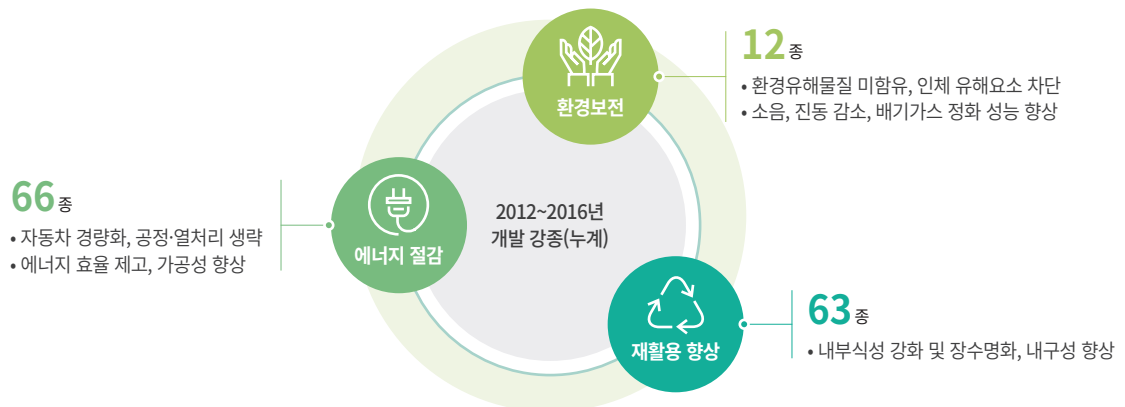 환경보전
12종
• 환경유해물질 미함유, 인체 유해요소 차단
• 소음, 진동 감소, 배기가스 정화 성능 향상
66종
• 자동차 경량화, 공정·열처리 생략
• 에너지 효율 제고, 가공성 향상
에너지 절감
2012~2016년
개발 강종(누계)
재활용 향상
63종
• 내부식성 강화 및 장수명화, 내구성 향상